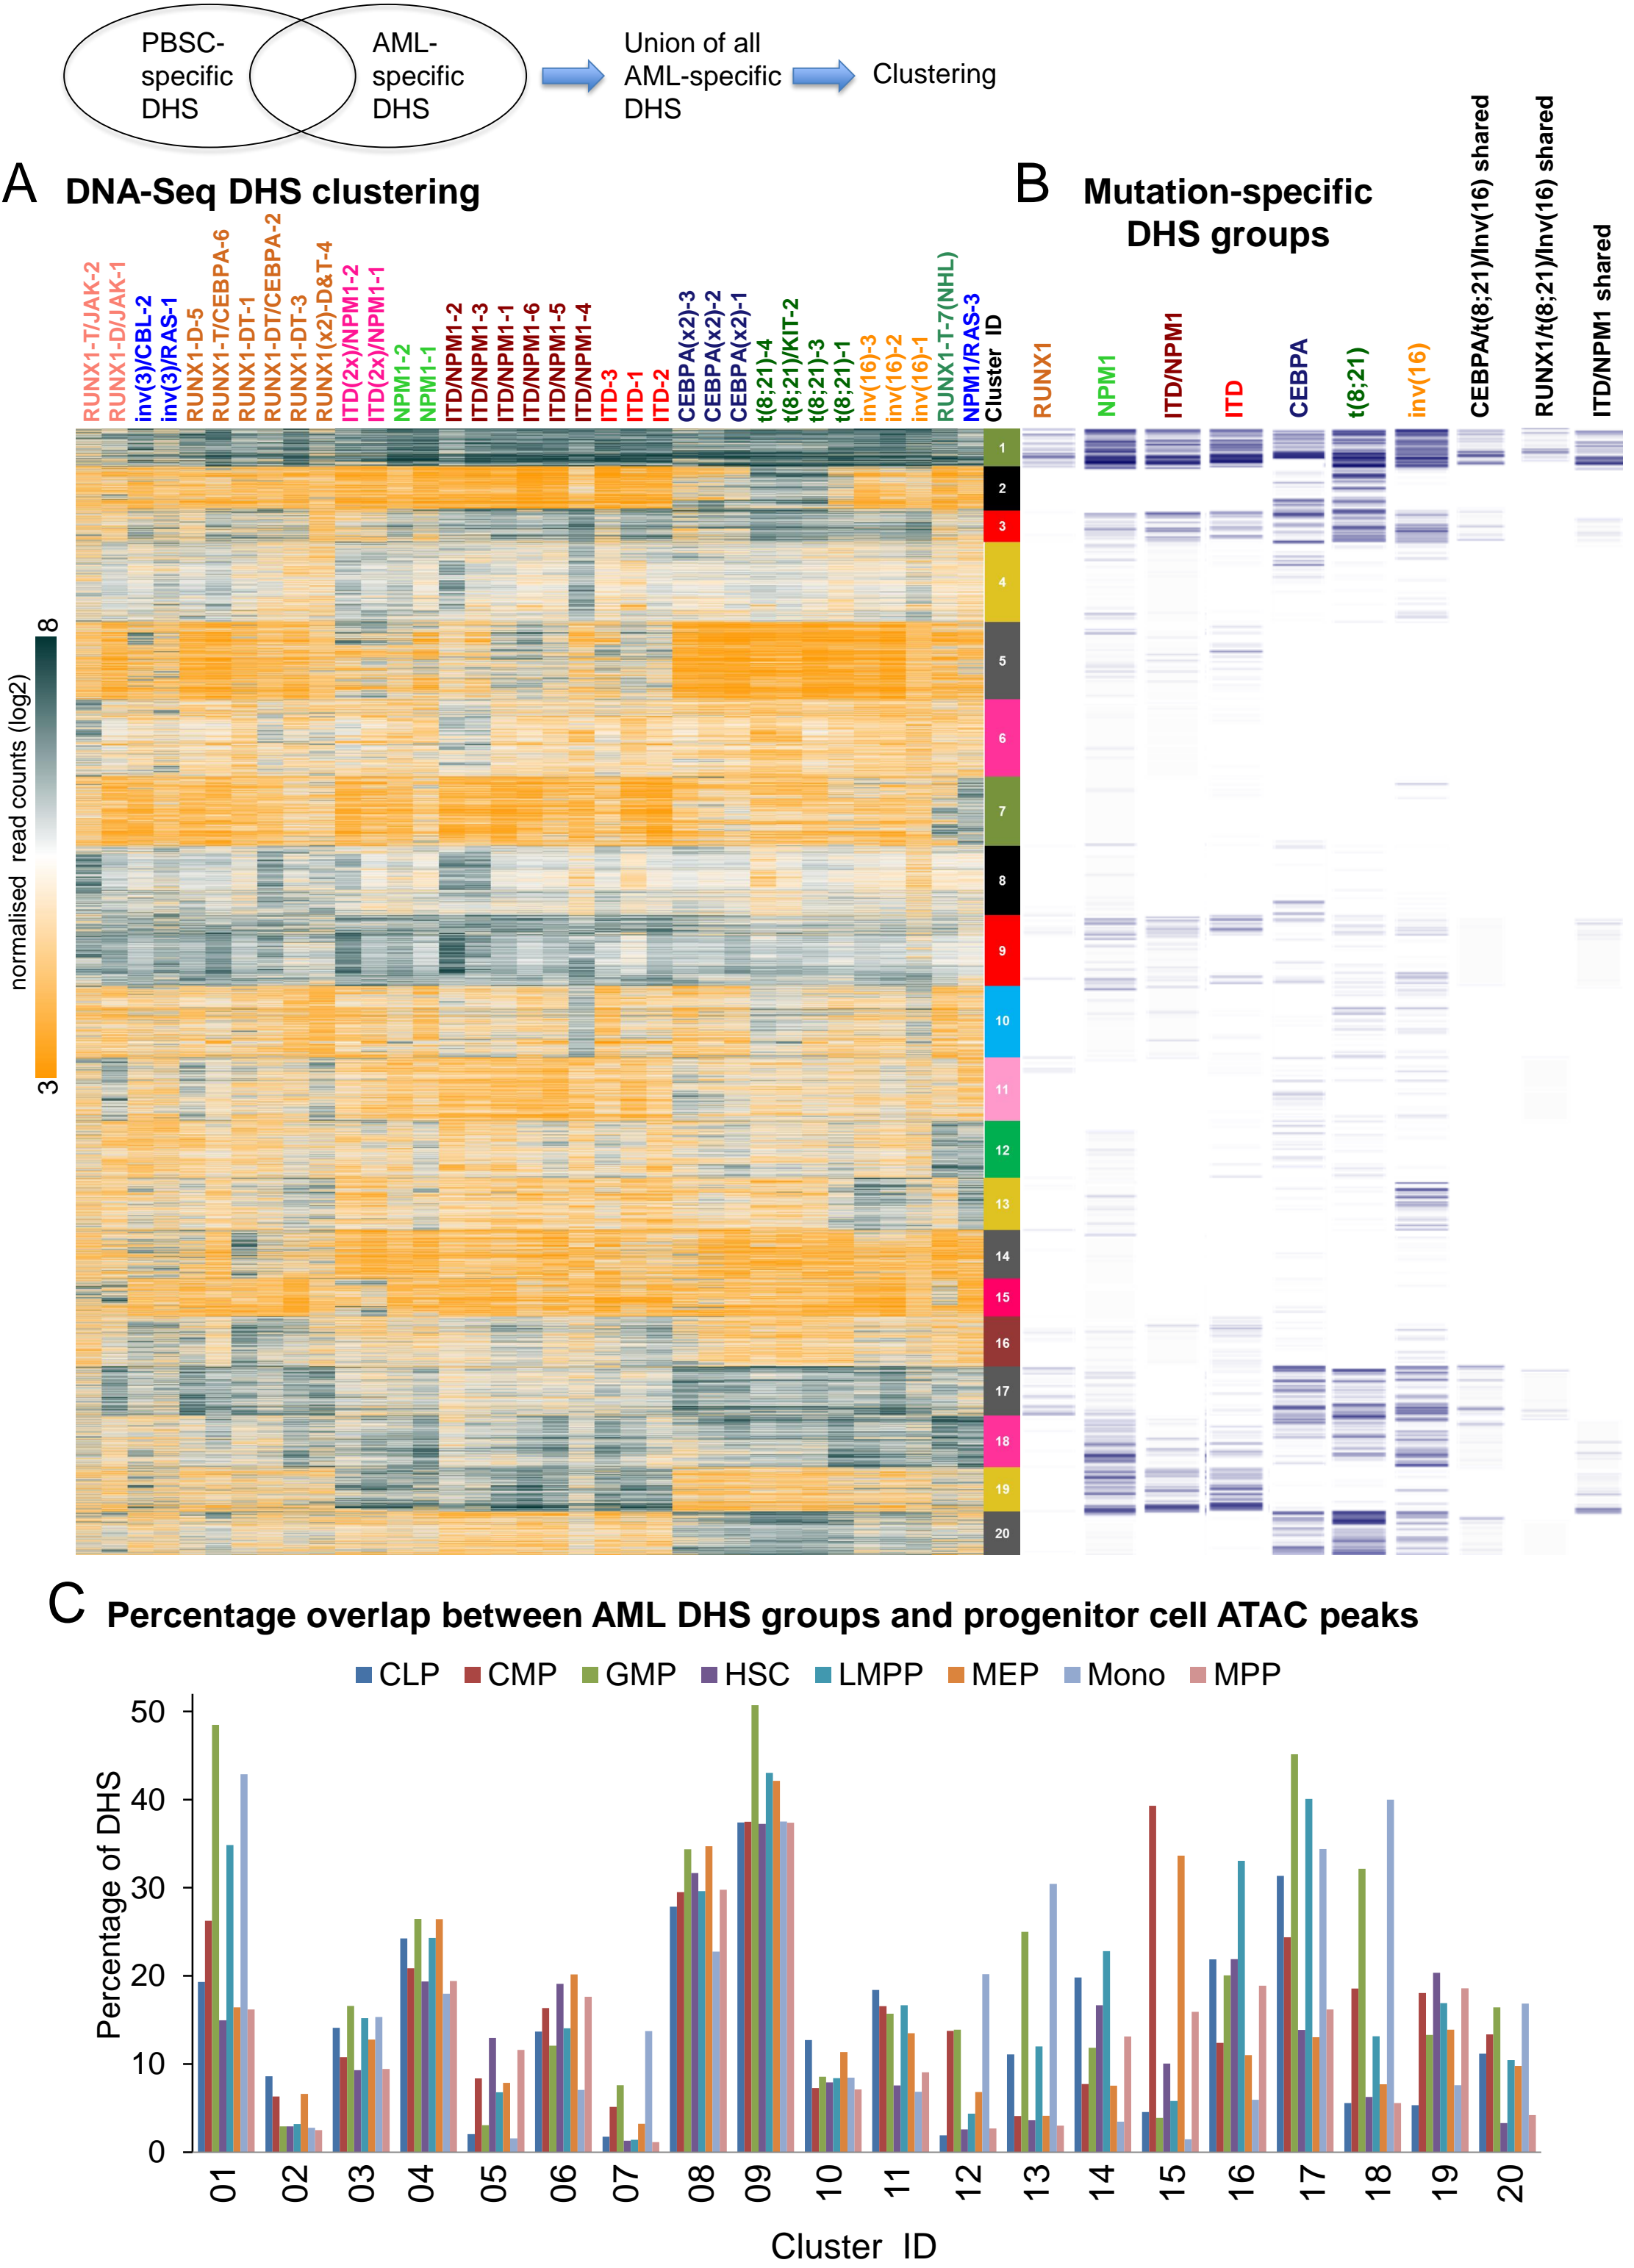 PBSC-
specific
DHS
AML-
specific
DHS
Union of all
AML-specific
DHS
Clustering
A DNA-Seq DHS clustering
B Mutation-specific
DHS groups
RUNX1-T/JAK-2
RUNX1-D/JAK-1
inv(3)/CBL-2
inv(3)/RAS-1
RUNX1-D-5
RUNX1-T/CEBPA-6
RUNX1-DT-1
RUNX1-DT/CEBPA-2
RUNX1-DT-3
RUNX1(x2)-D&T-4
ITD(2x)/NPM1-2
ITD(2x)/NPM1-1
NPM1-2
NPM1-1
ITD/NPM1-2
ITD/NPM1-3
ITD/NPM1-1
ITD/NPM1-6
ITD/NPM1-5
ITD/NPM1-4
ITD-3
ITD-1
ITD-2
CEBPA(x2)-3
CEBPA(x2)-2
CEBPA(x2)-1
t(8;21)-4
t(8;21)/KIT-2
t(8;21)-3
t(8;21)-1
inv(16)-3
inv(16)-2
inv(16)-1
RUNX1-T-7(NHL)
NPM1/RAS-3
Cluster ID
RUNX1
NPM1
ITD/NPM1
ITD
CEBPA
t(8;21)
inv(16)
CEBPA/t(8;21)/Inv(16) shared
RUNX1/t(8;21)/Inv(16) shared
ITD/NPM1 shared
8
normalised read counts (log2)
3
1
2
3
4
5
6
7
8
9
10
11
12
13
14
15
16
17
18
19
20
C Percentage overlap between AML DHS groups and progenitor cell ATAC peaks
CLP CMP GMP HSC LMPP MEP Mono MPP
Percentage of DHS
50
40
30
20
10
0
01 02 03 04 05 06 07 08 09 10 11 12 13 14 15 16 17 18 19 20
Cluster ID